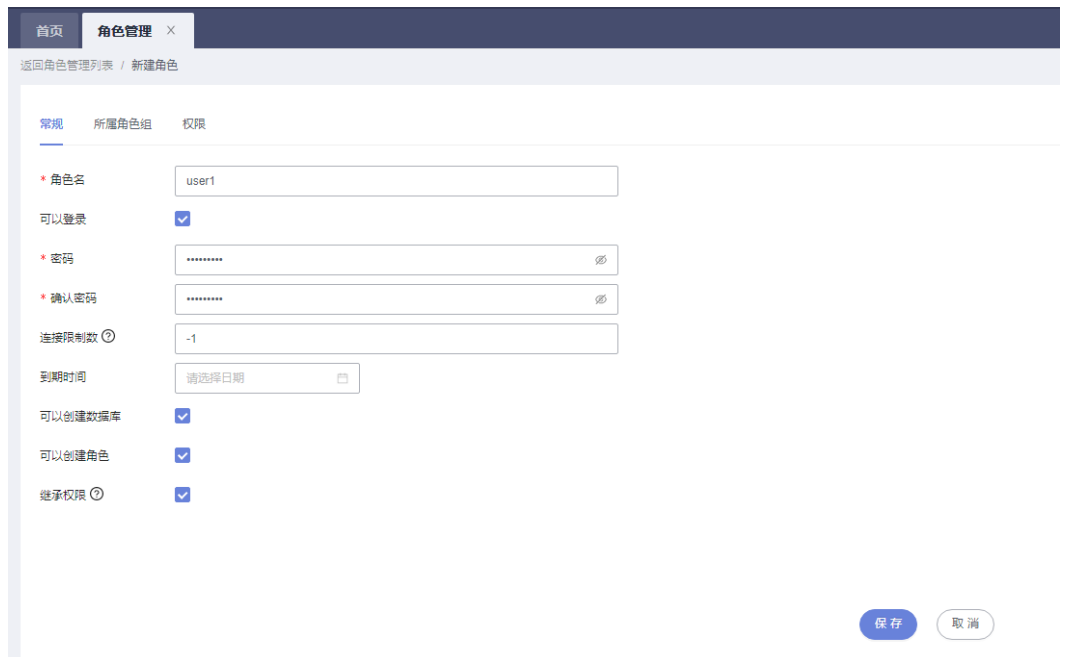 首页 角色管理 ×
返回角色管理列表 / 新建角色
常规 所属角色组 权限
* 角色名 user1
可以登录
* 密码 •••••••••
* 确认密码 •••••••••
连接限制数 ? -1
到期时间 请选择日期
可以创建数据库
可以创建角色
继承权限 ?
保存 取消